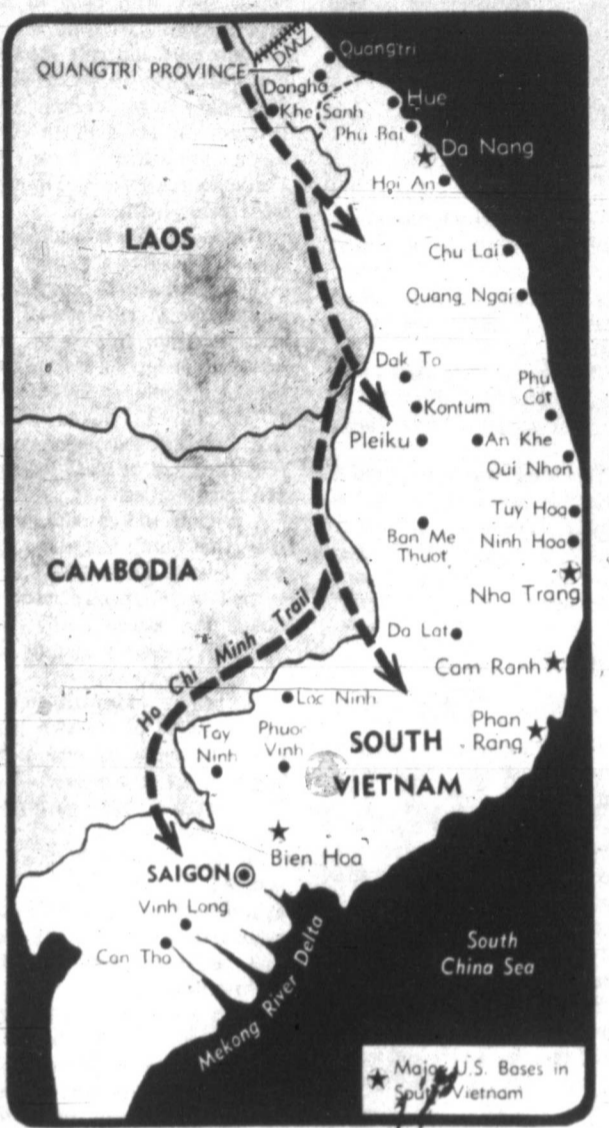 DMZ
Quangtri
QUANGTRI PROVINCE
Dongha
Khe Sanh
Hue
Phu Bai
Da Nang
Hoi An
LAOS
Chu Lai
Quang Ngai
Dak To
Phu
Cat
Kontum
Pleiku
An Khe
Qui Nhon
Tuy Hoa
Ban Me
Thuot
Ninh Hoa
CAMBODIA
Nha Trang
Ho Chi Minh Trail
Da Lat
Cam Ranh
Loc Ninh
Tay
Ninh
Phuoc
Vinh
SOUTH
VIETNAM
Phan
Rang
Bien Hoa
SAIGON
Vinh Long
Can Tho
Mekong River Delta
South
China Sea
Major U.S. Bases in
South Vietnam